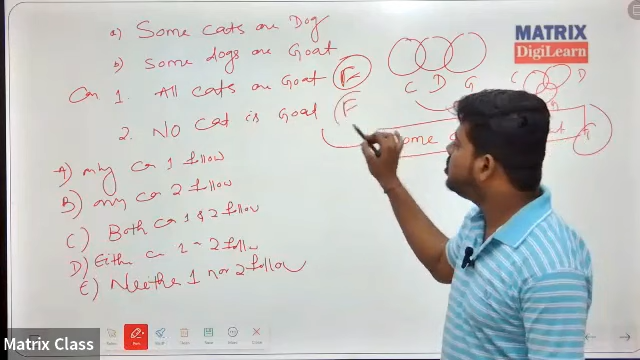 a) Some cats are Dog
b) Some dogs are Goat
Con 1. All cats are Goat F
2. No Cat is Goat F
A) only con 1 follow
B) only con 2 follow
C) Both con 1 & 2 follow
D) Either con 1 or 2 follow
E) Neither 1 nor 2 follow
C D G
C D
G
Some
MATRIX
DigiLearn
MATRIX
DigiLearn
Matrix Class